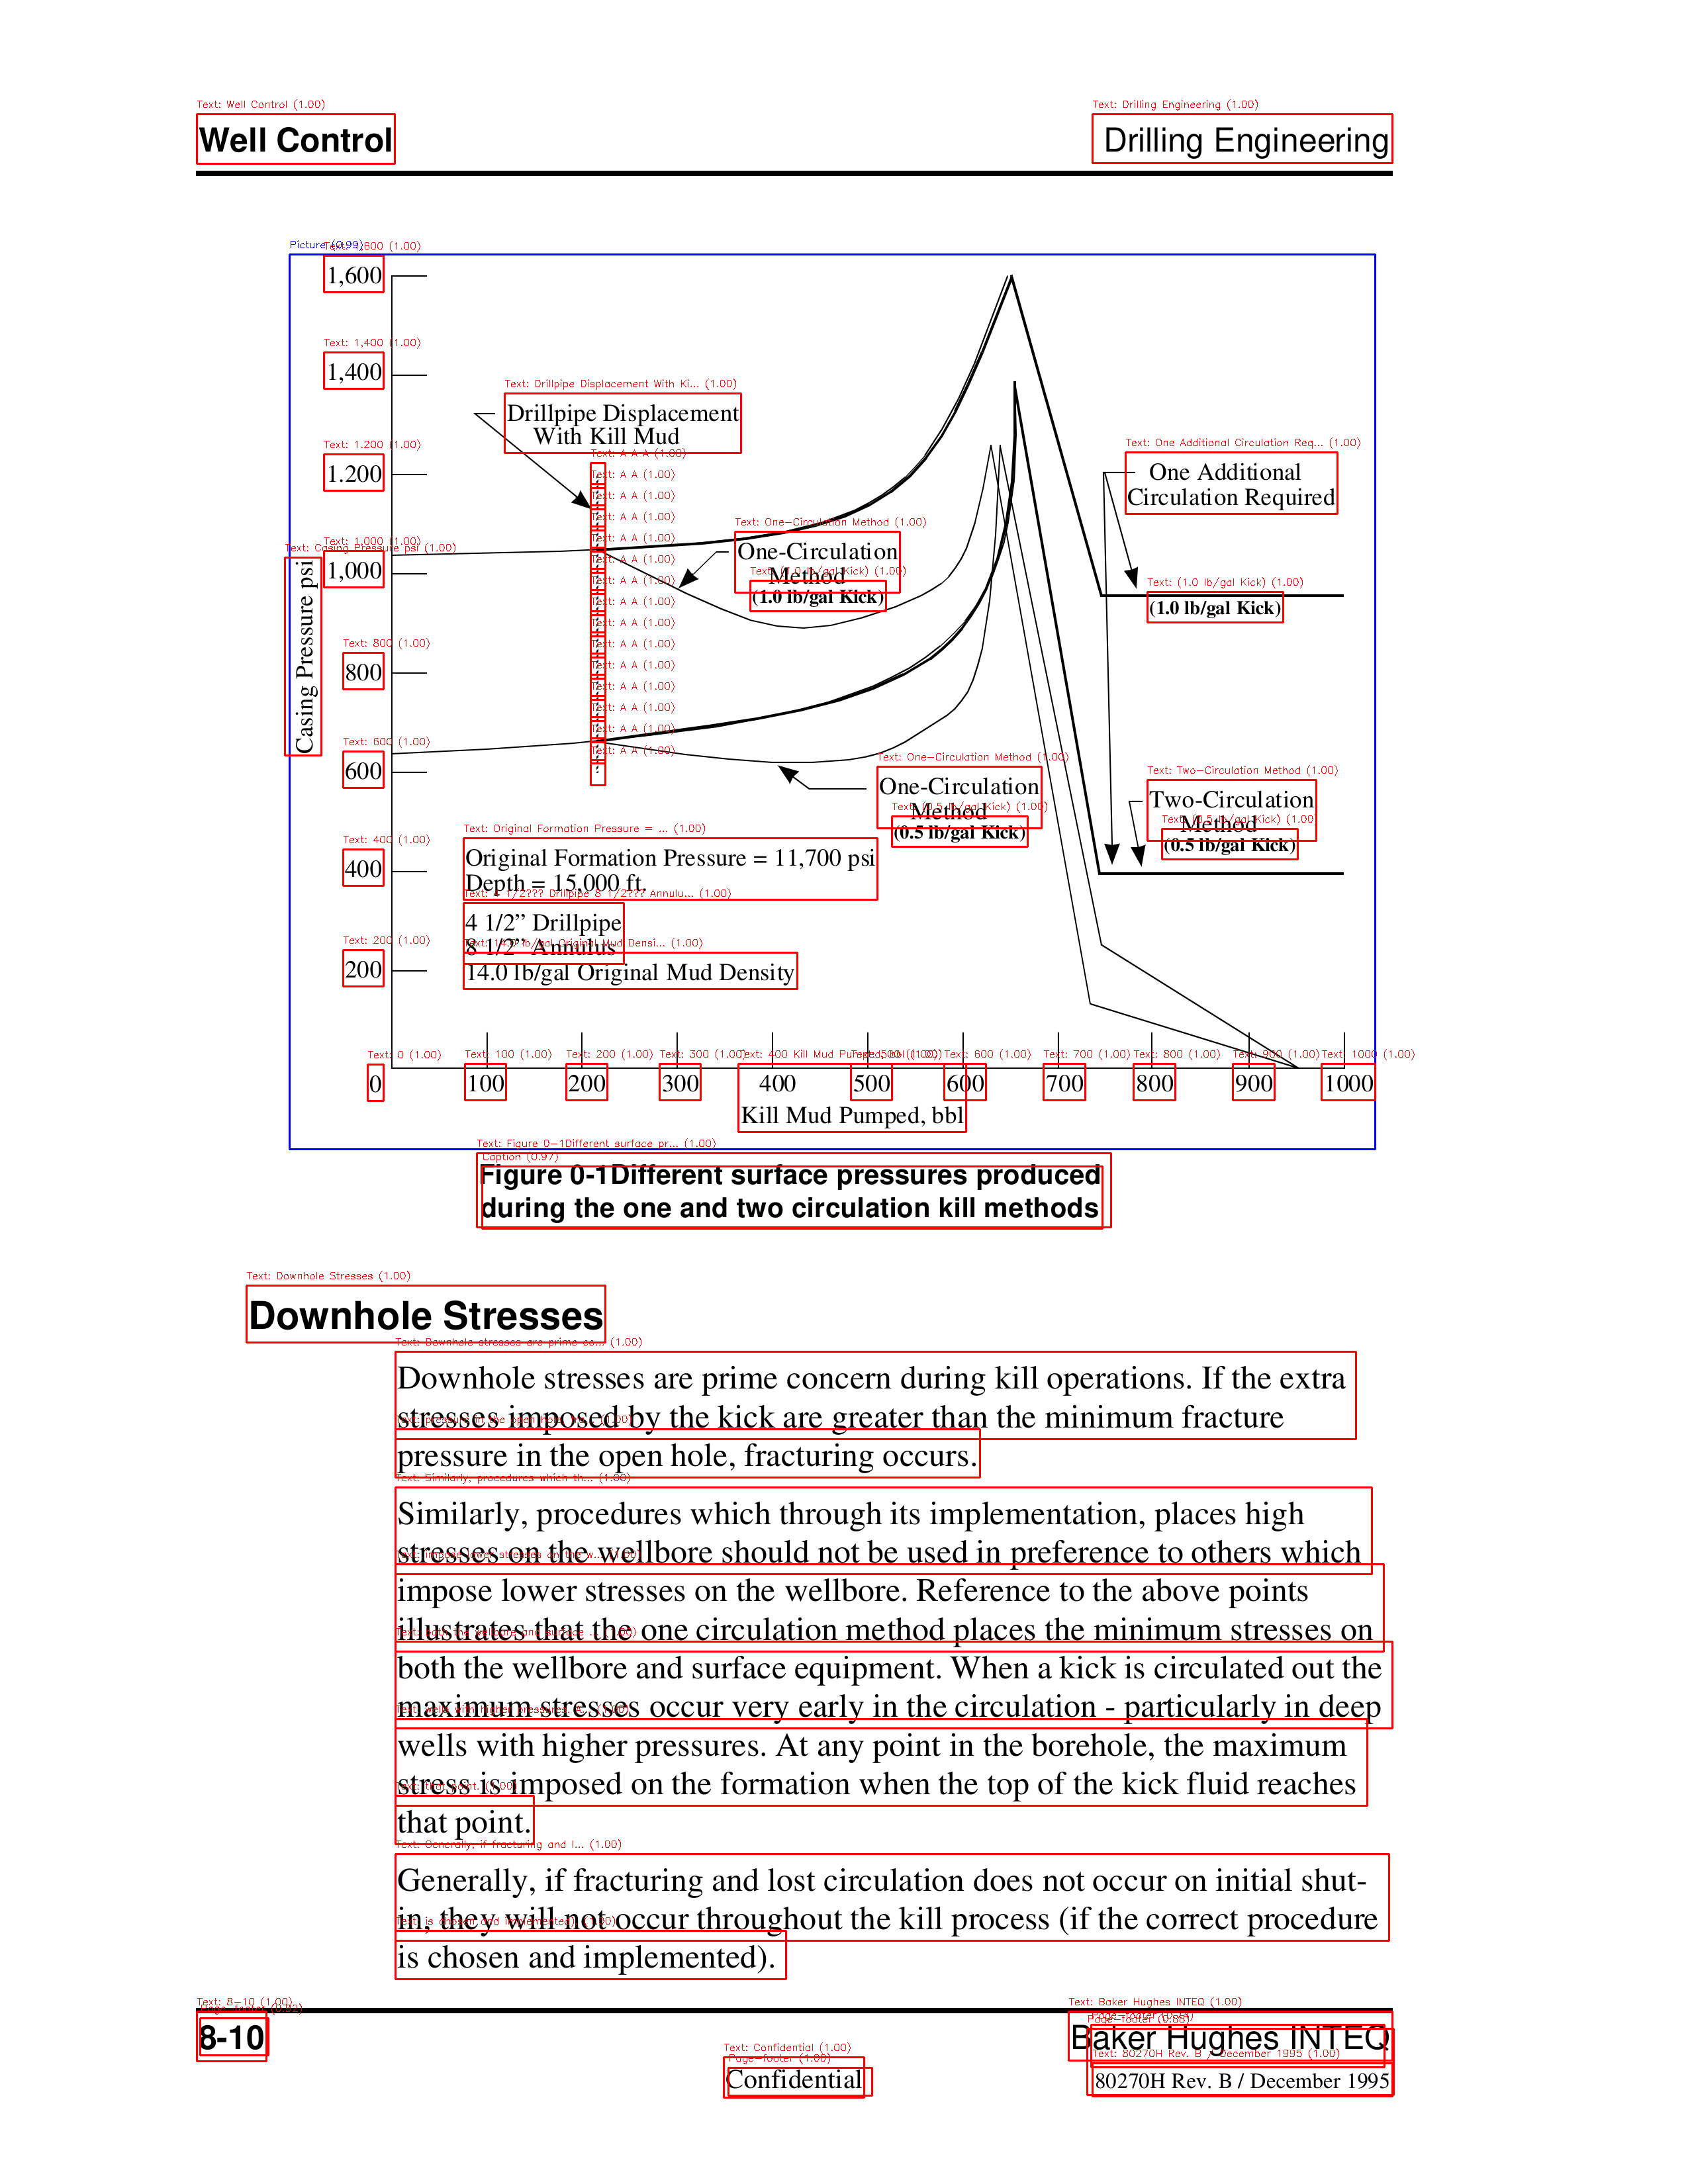 Well Control
Drilling Engineering
1,600
1,400
Drillpipe Displacement
With Kill Mud
1.200
One Additional
Circulation Required
One-Circulation
Method
(1.0 lb/gal Kick)
1,000
Casing Pressure psi
(1.0 lb/gal Kick)
800
600
One-Circulation
Method
(0.5 lb/gal Kick)
Two-Circulation
Method
(0.5 lb/gal Kick)
400
Original Formation Pressure = 11,700 psi
Depth = 15,000 ft.
4 1/2” Drillpipe
8 1/2” Annulus
200
14.0 lb/gal Original Mud Density
0 100 200 300 400 500 600 700 800 900 1000
Kill Mud Pumped, bbl
Figure 0-1Different surface pressures produced
during the one and two circulation kill methods
Downhole Stresses
Downhole stresses are prime concern during kill operations. If the extra
stresses imposed by the kick are greater than the minimum fracture
pressure in the open hole, fracturing occurs.
Similarly, procedures which through its implementation, places high
stresses on the wellbore should not be used in preference to others which
impose lower stresses on the wellbore. Reference to the above points
illustrates that the one circulation method places the minimum stresses on
both the wellbore and surface equipment. When a kick is circulated out the
maximum stresses occur very early in the circulation - particularly in deep
wells with higher pressures. At any point in the borehole, the maximum
stress is imposed on the formation when the top of the kick fluid reaches
that point.
Generally, if fracturing and lost circulation does not occur on initial shut-
in, they will not occur throughout the kill process (if the correct procedure
is chosen and implemented).
8-10
Baker Hughes INTEQ
Confidential
80270H Rev. B / December 1995